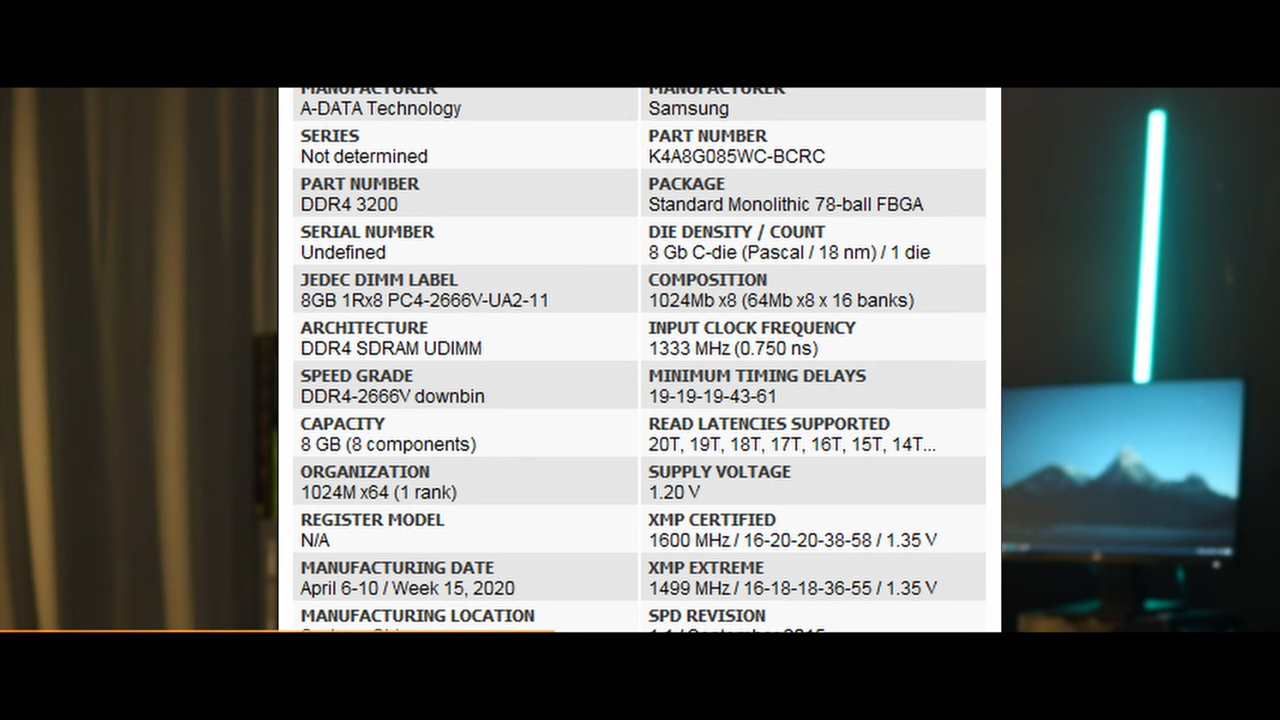 MANUFACTURER
A-DATA Technology
SERIES
Not determined
PART NUMBER
DDR4 3200
SERIAL NUMBER
Undefined
JEDEC DIMM LABEL
8GB 1Rx8 PC4-2666V-UA2-11
ARCHITECTURE
DDR4 SDRAM UDIMM
SPEED GRADE
DDR4-2666V downbin
CAPACITY
8 GB (8 components)
ORGANIZATION
1024M x64 (1 rank)
REGISTER MODEL
N/A
MANUFACTURING DATE
April 6-10 / Week 15, 2020
MANUFACTURING LOCATION
MANUFACTURER
Samsung
PART NUMBER
K4A8G085WC-BCRC
PACKAGE
Standard Monolithic 78-ball FBGA
DIE DENSITY / COUNT
8 Gb C-die (Pascal / 18 nm) / 1 die
COMPOSITION
1024Mb x8 (64Mb x8 x 16 banks)
INPUT CLOCK FREQUENCY
1333 MHz (0.750 ns)
MINIMUM TIMING DELAYS
19-19-19-43-61
READ LATENCIES SUPPORTED
20T, 19T, 18T, 17T, 16T, 15T, 14T...
SUPPLY VOLTAGE
1.20 V
XMP CERTIFIED
1600 MHz / 16-20-20-38-58 / 1.35 V
XMP EXTREME
1499 MHz / 16-18-18-36-55 / 1.35 V
SPD REVISION